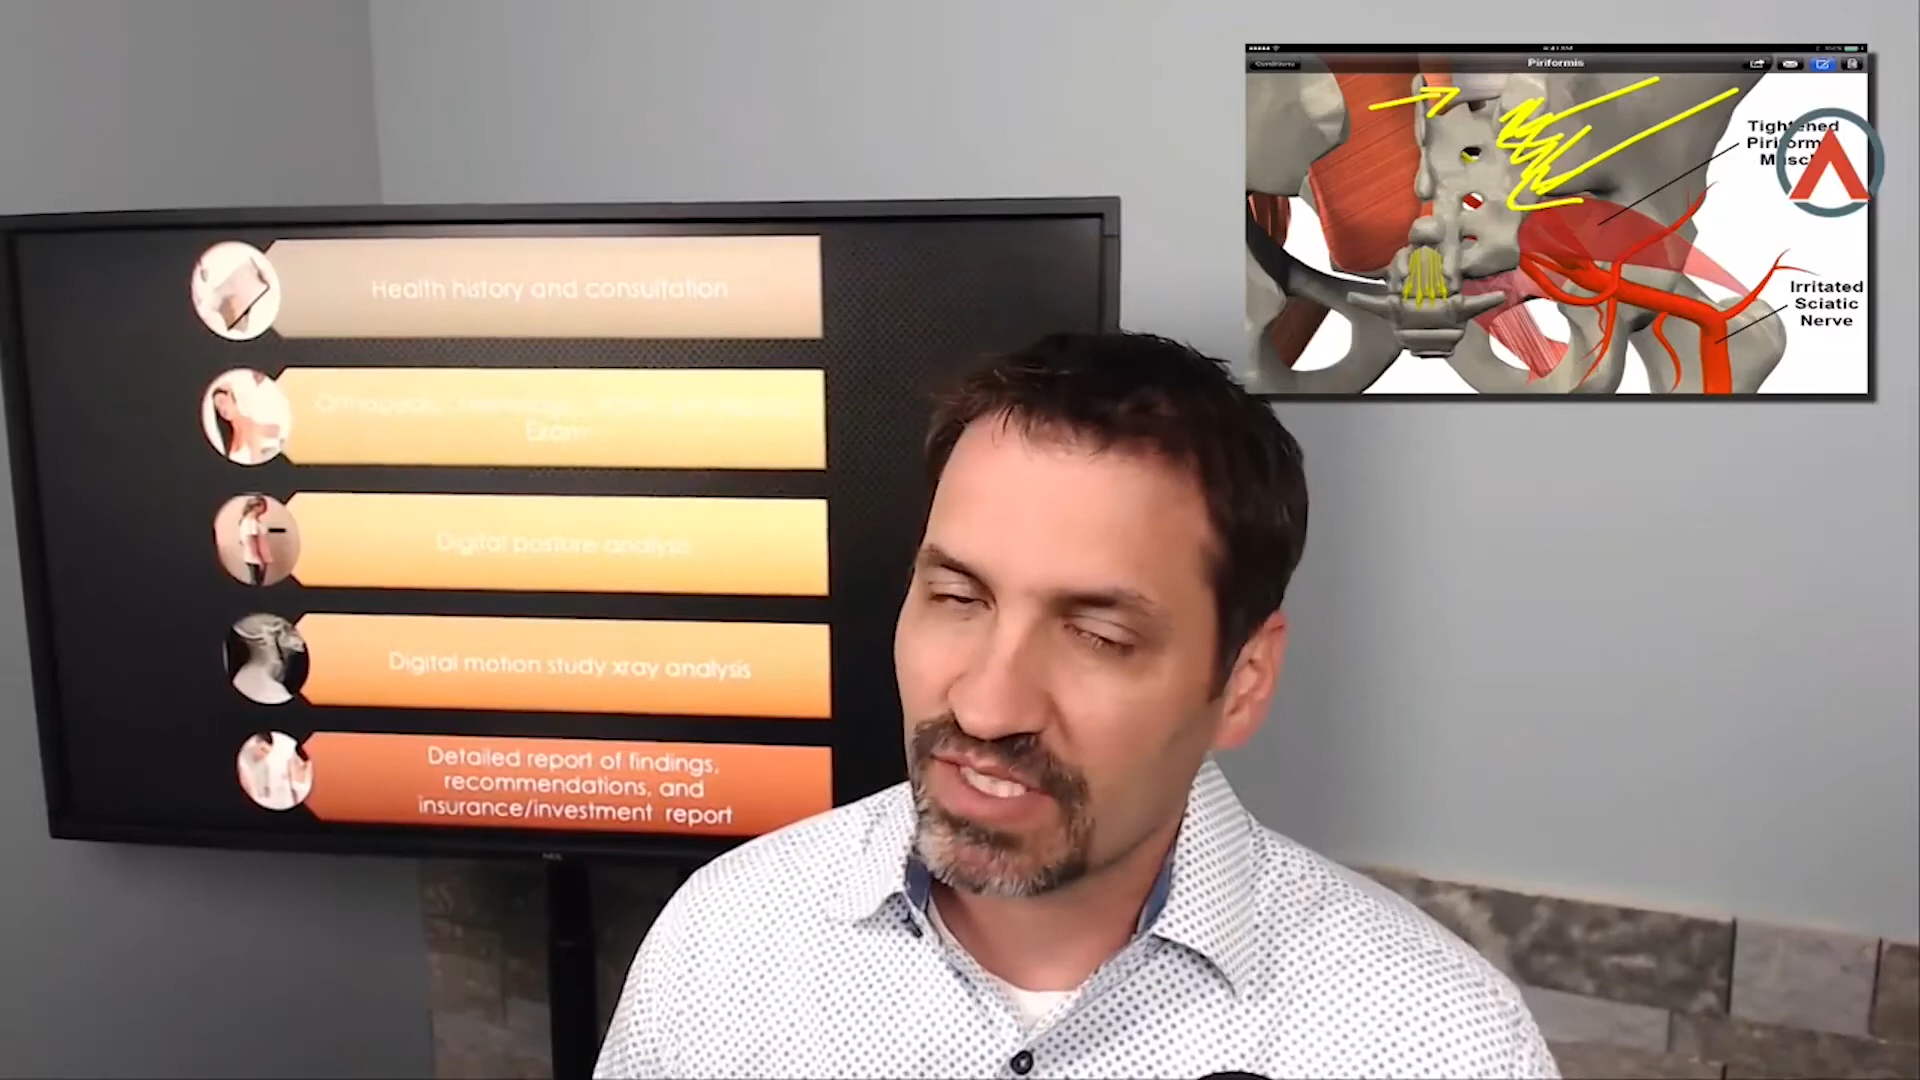 Health history and consultation
Exam
Digital posture analysis
Digital motion study xray analysis
Detailed report of findings,
recommendations, and
insurance/investment report
Piriformis
Tightened
Irritated
Sciatic
Nerve